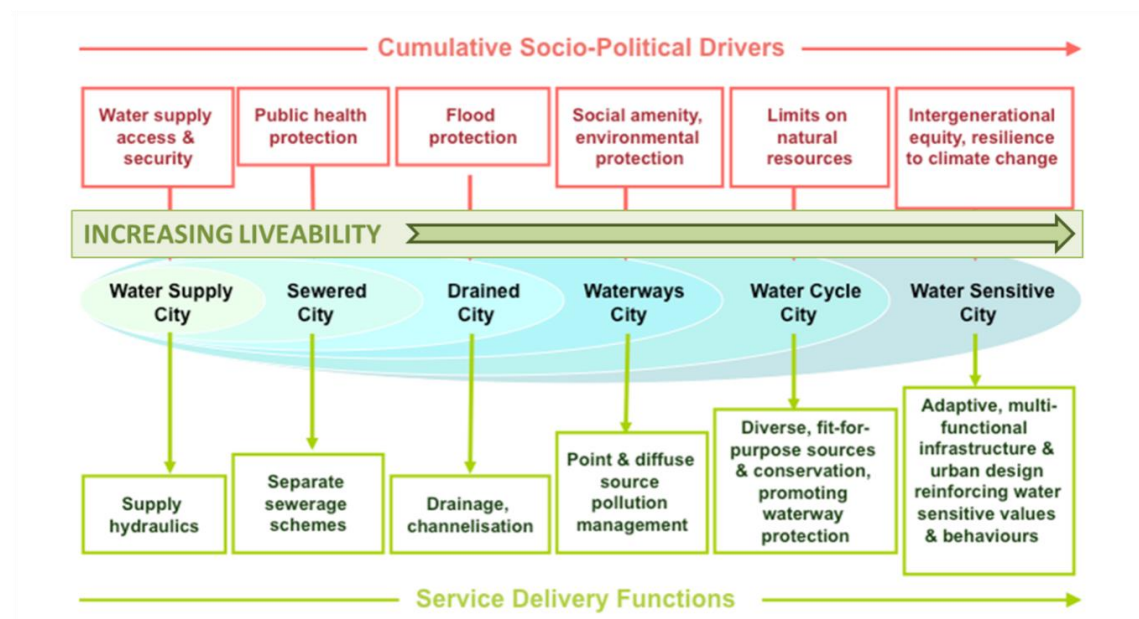 Cumulative Socio-Political Drivers
Water supply
access &
security
Public health
protection
Flood
protection
Social amenity,
environmental
protection
Limits on
natural
resources
Intergenerational
equity, resilience
to climate change
INCREASING LIVEABILITY
Water Supply
City
Sewered
City
Drained
City
Waterways
City
Water Cycle
City
Water Sensitive
City
Supply
hydraulics
Separate
sewerage
schemes
Drainage,
channelisation
Point & diffuse
source
pollution
management
Diverse, fit-for-
purpose sources
& conservation,
promoting
waterway
protection
Adaptive, multi-
functional
infrastructure &
urban design
reinforcing water
sensitive values
& behaviours
Service Delivery Functions